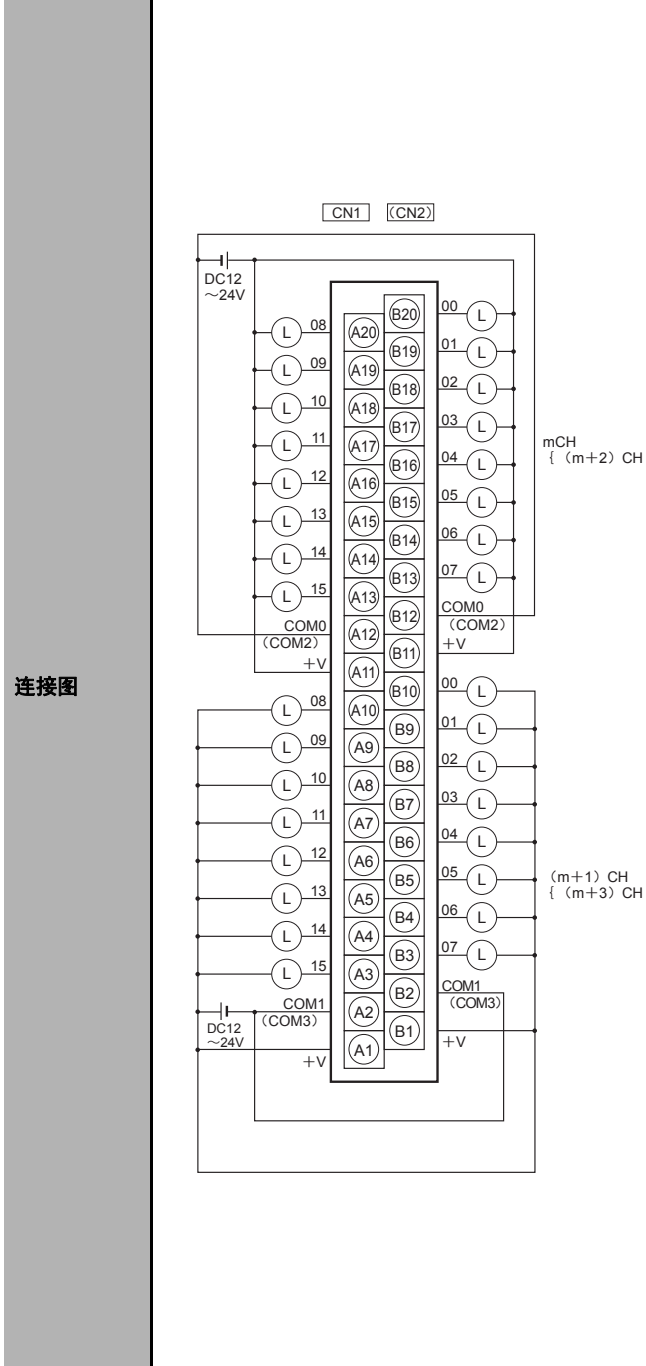 CN1 (CN2)
DC12
～24V
08 A20 B20 00
L L
09 A19 B19 01
L L
10 A18 B18 02
L L
11 A17 B17 03
L L
12 A16 B16 04
L L
13 A15 B15 05
L L
14 A14 B14 06
L L
15 A13 B13 07
L L
mCH
{ （m＋2）CH
COM0 A12 B12 COM0
（COM2） （COM2）
＋V A11 B11 ＋V
连接图
08 A10 B10 00
L L
09 A9 B9 01
L L
10 A8 B8 02
L L
11 A7 B7 03
L L
12 A6 B6 04
L L
13 A5 B5 05
L L
14 A4 B4 06
L L
15 A3 B3 07
L L
（m＋1）CH
{ （m＋3）CH
COM1 A2 B2 COM1
（COM3） （COM3）
DC12
～24V
＋V A1 B1 ＋V